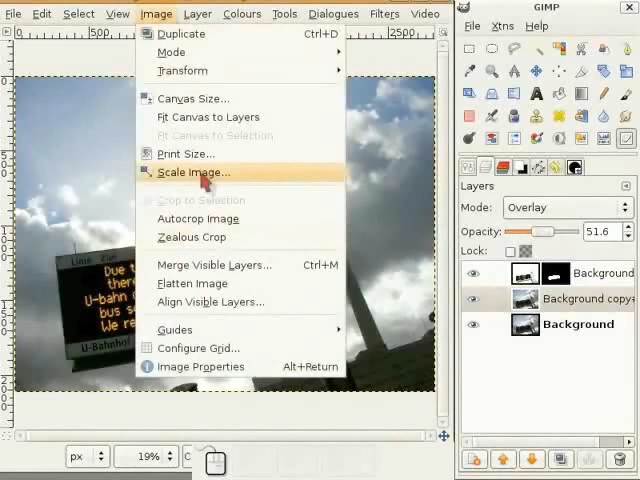 File Edit Select View Image Layer Colours Tools Dialogues Filters Video
GIMP
File Xtns Help
0 500 2500
Duplicate Ctrl+D
Mode
Transform
Canvas Size...
Fit Canvas to Layers
Fit Canvas to Selection
Print Size...
Scale Image...
Crop to Selection
Autocrop Image
Zealous Crop
Merge Visible Layers... Ctrl+M
Flatten Image
Align Visible Layers...
Guides
Configure Grid...
Image Properties Alt+Return
Due
U-bahn
bus
We re
U-Bahnhof
Layers
Mode: Overlay
Opacity: 51.6
Lock:
Background
Background copy
Background
px 19%